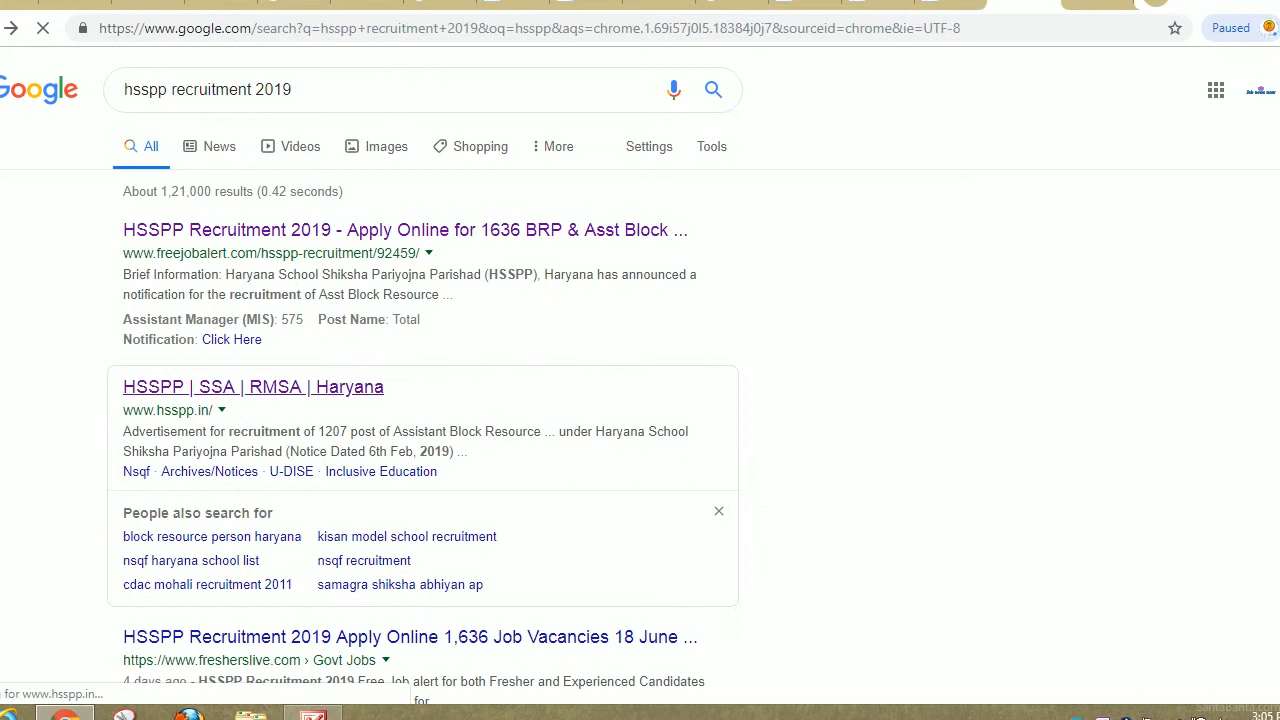 https://www.google.com/search?q=hsspp+recruitment+2019&oq=hsspp&aqs=chrome.1.69i57j0l5.18384j0j7&sourceid=chrome&ie=UTF-8
Paused
Google
hsspp recruitment 2019
All
News
Videos
Images
Shopping
More
Settings
Tools
About 1,21,000 results (0.42 seconds)
HSSPP Recruitment 2019 - Apply Online for 1636 BRP & Asst Block ...
www.freejobalert.com/hsspp-recruitment/92459/
Brief Information: Haryana School Shiksha Pariyojna Parishad (HSSPP), Haryana has announced a
notification for the recruitment of Asst Block Resource ...
Assistant Manager (MIS): 575 Post Name: Total
Notification: Click Here
HSSPP | SSA | RMSA | Haryana
www.hsspp.in/
Advertisement for recruitment of 1207 post of Assistant Block Resource ... under Haryana School
Shiksha Pariyojna Parishad (Notice Dated 6th Feb, 2019) ...
Nsqf · Archives/Notices · U-DISE · Inclusive Education
People also search for
block resource person haryana kisan model school recruitment
nsqf haryana school list nsqf recruitment
cdac mohali recruitment 2011 samagra shiksha abhiyan ap
HSSPP Recruitment 2019 Apply Online 1,636 Job Vacancies 18 June ...
https://www.fresherslive.com › Govt Jobs
4 days ago - HSSPP Recruitment 2019 Free Job alert for both Fresher and Experienced Candidates
for www.hsspp.in...
for
3:06